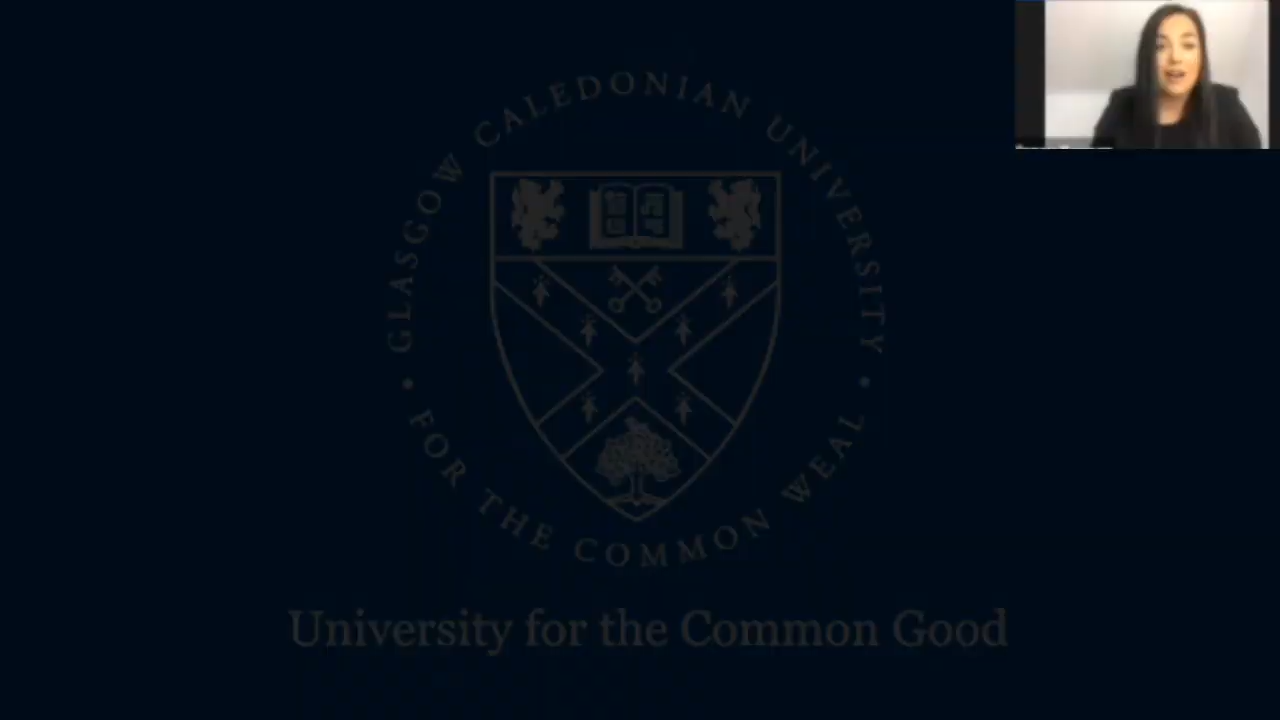 GLASGOW CALEDONIAN UNIVERSITY
• FOR THE COMMON WEAL •
University for the Common Good